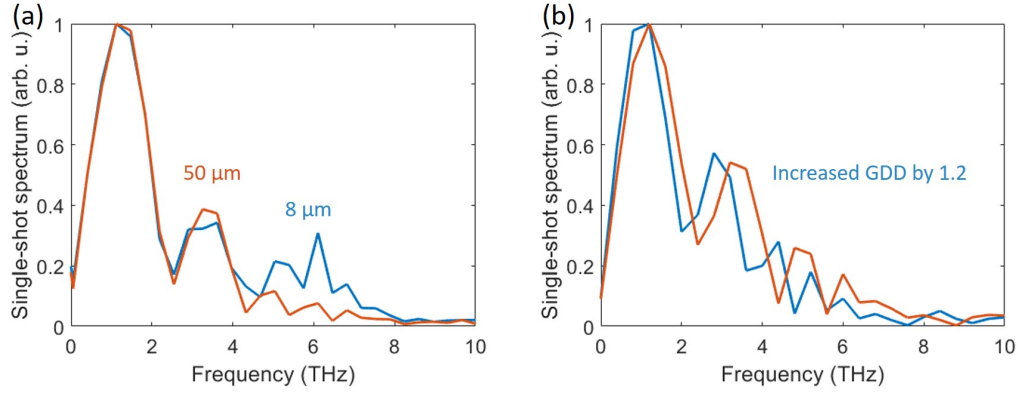 (a)
Single-shot spectrum (arb. u.)
1
0.8
0.6
0.4
0.2
0
50 μm
8 μm
0 2 4 6 8 10
Frequency (THz)
(b)
Single-shot spectrum (arb. u.)
1
0.8
0.6
0.4
0.2
0
Increased GDD by 1.2
0 2 4 6 8 10
Frequency (THz)